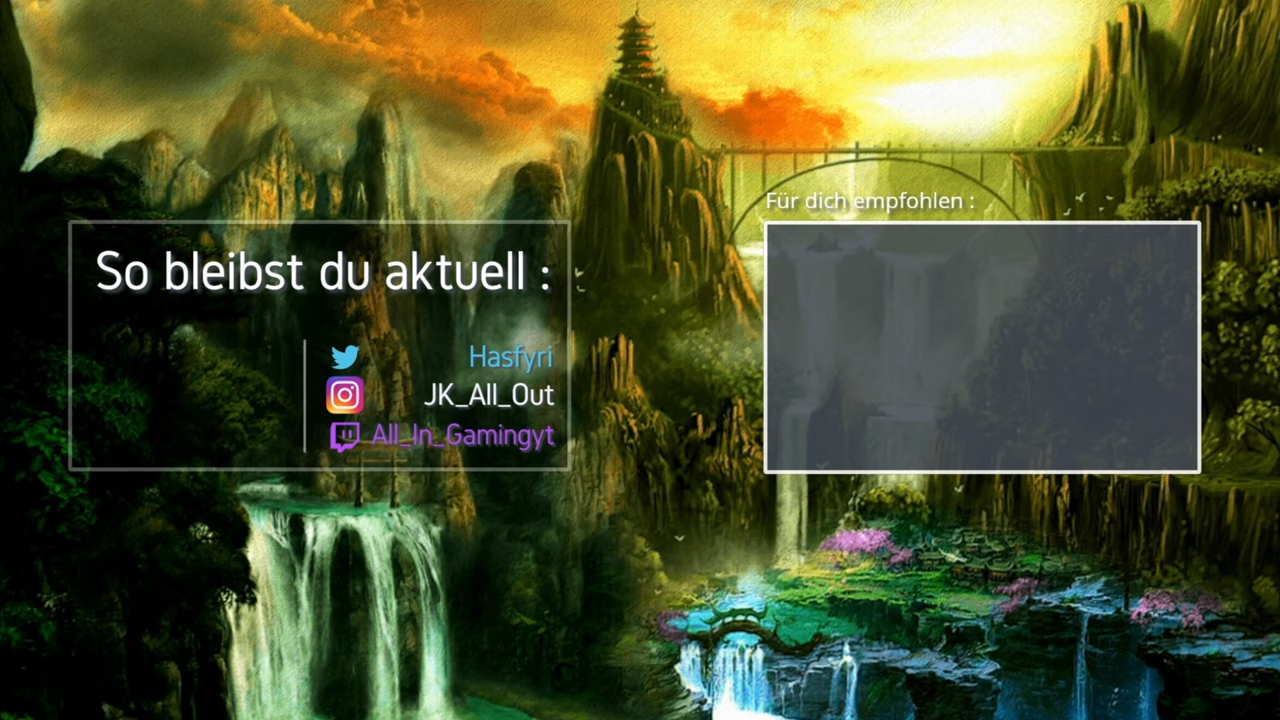 So bleibst du aktuell :
Hasfyri
JK_All_Out
All_In_Gamingyt
Für dich empfohlen :